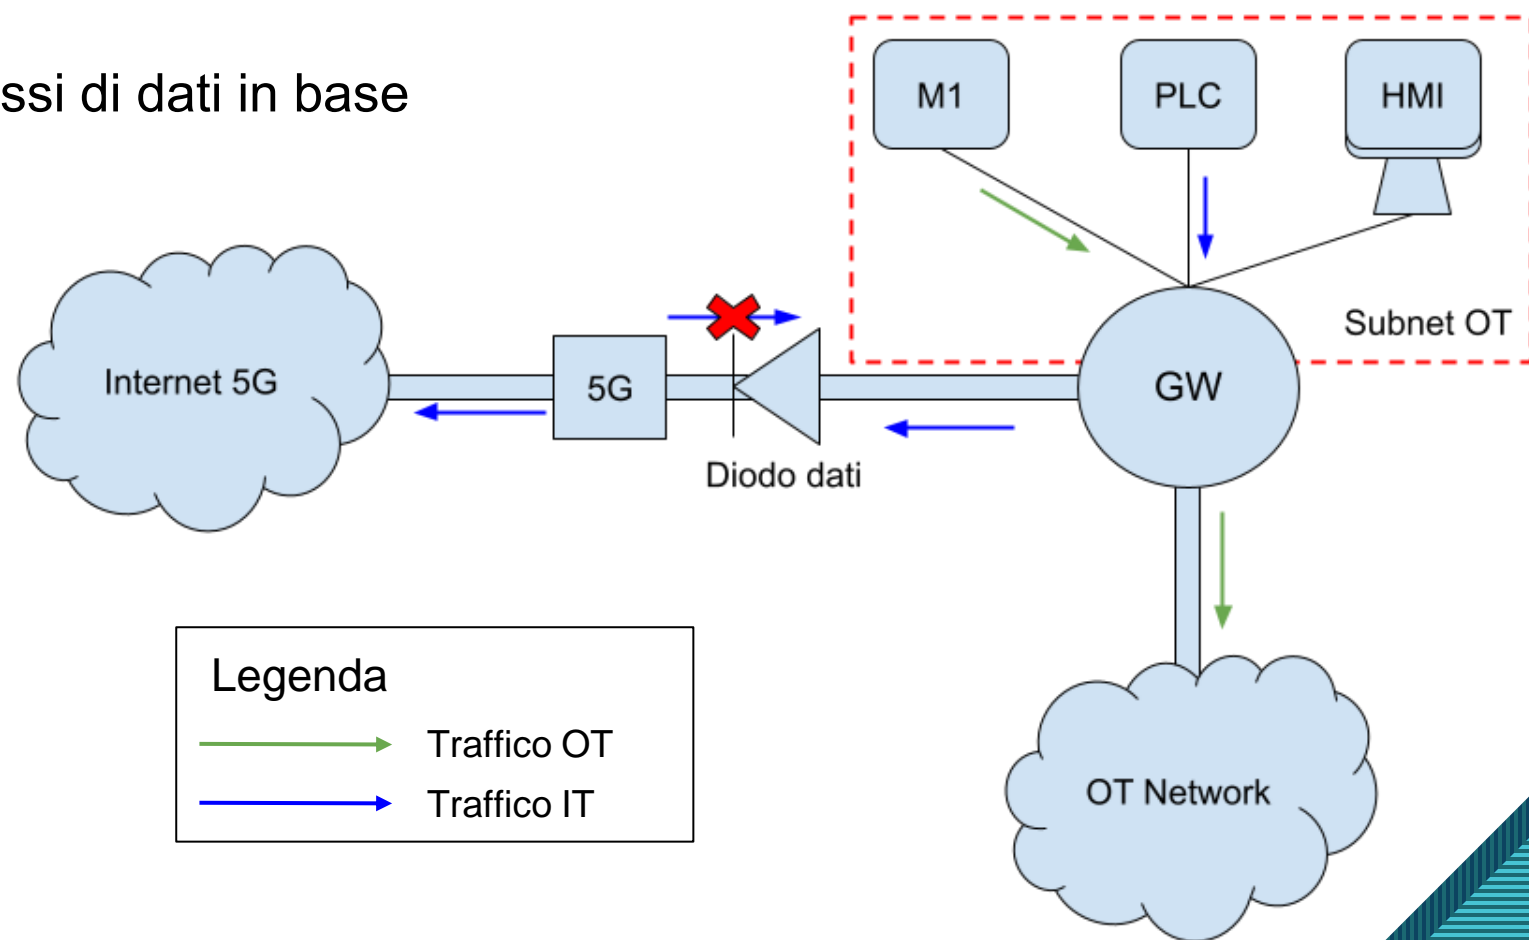 ssi di dati in base
M1
PLC
HMI
Subnet OT
Internet 5G
5G
GW
Diodo dati
Legenda
Traffico OT
Traffico IT
OT Network